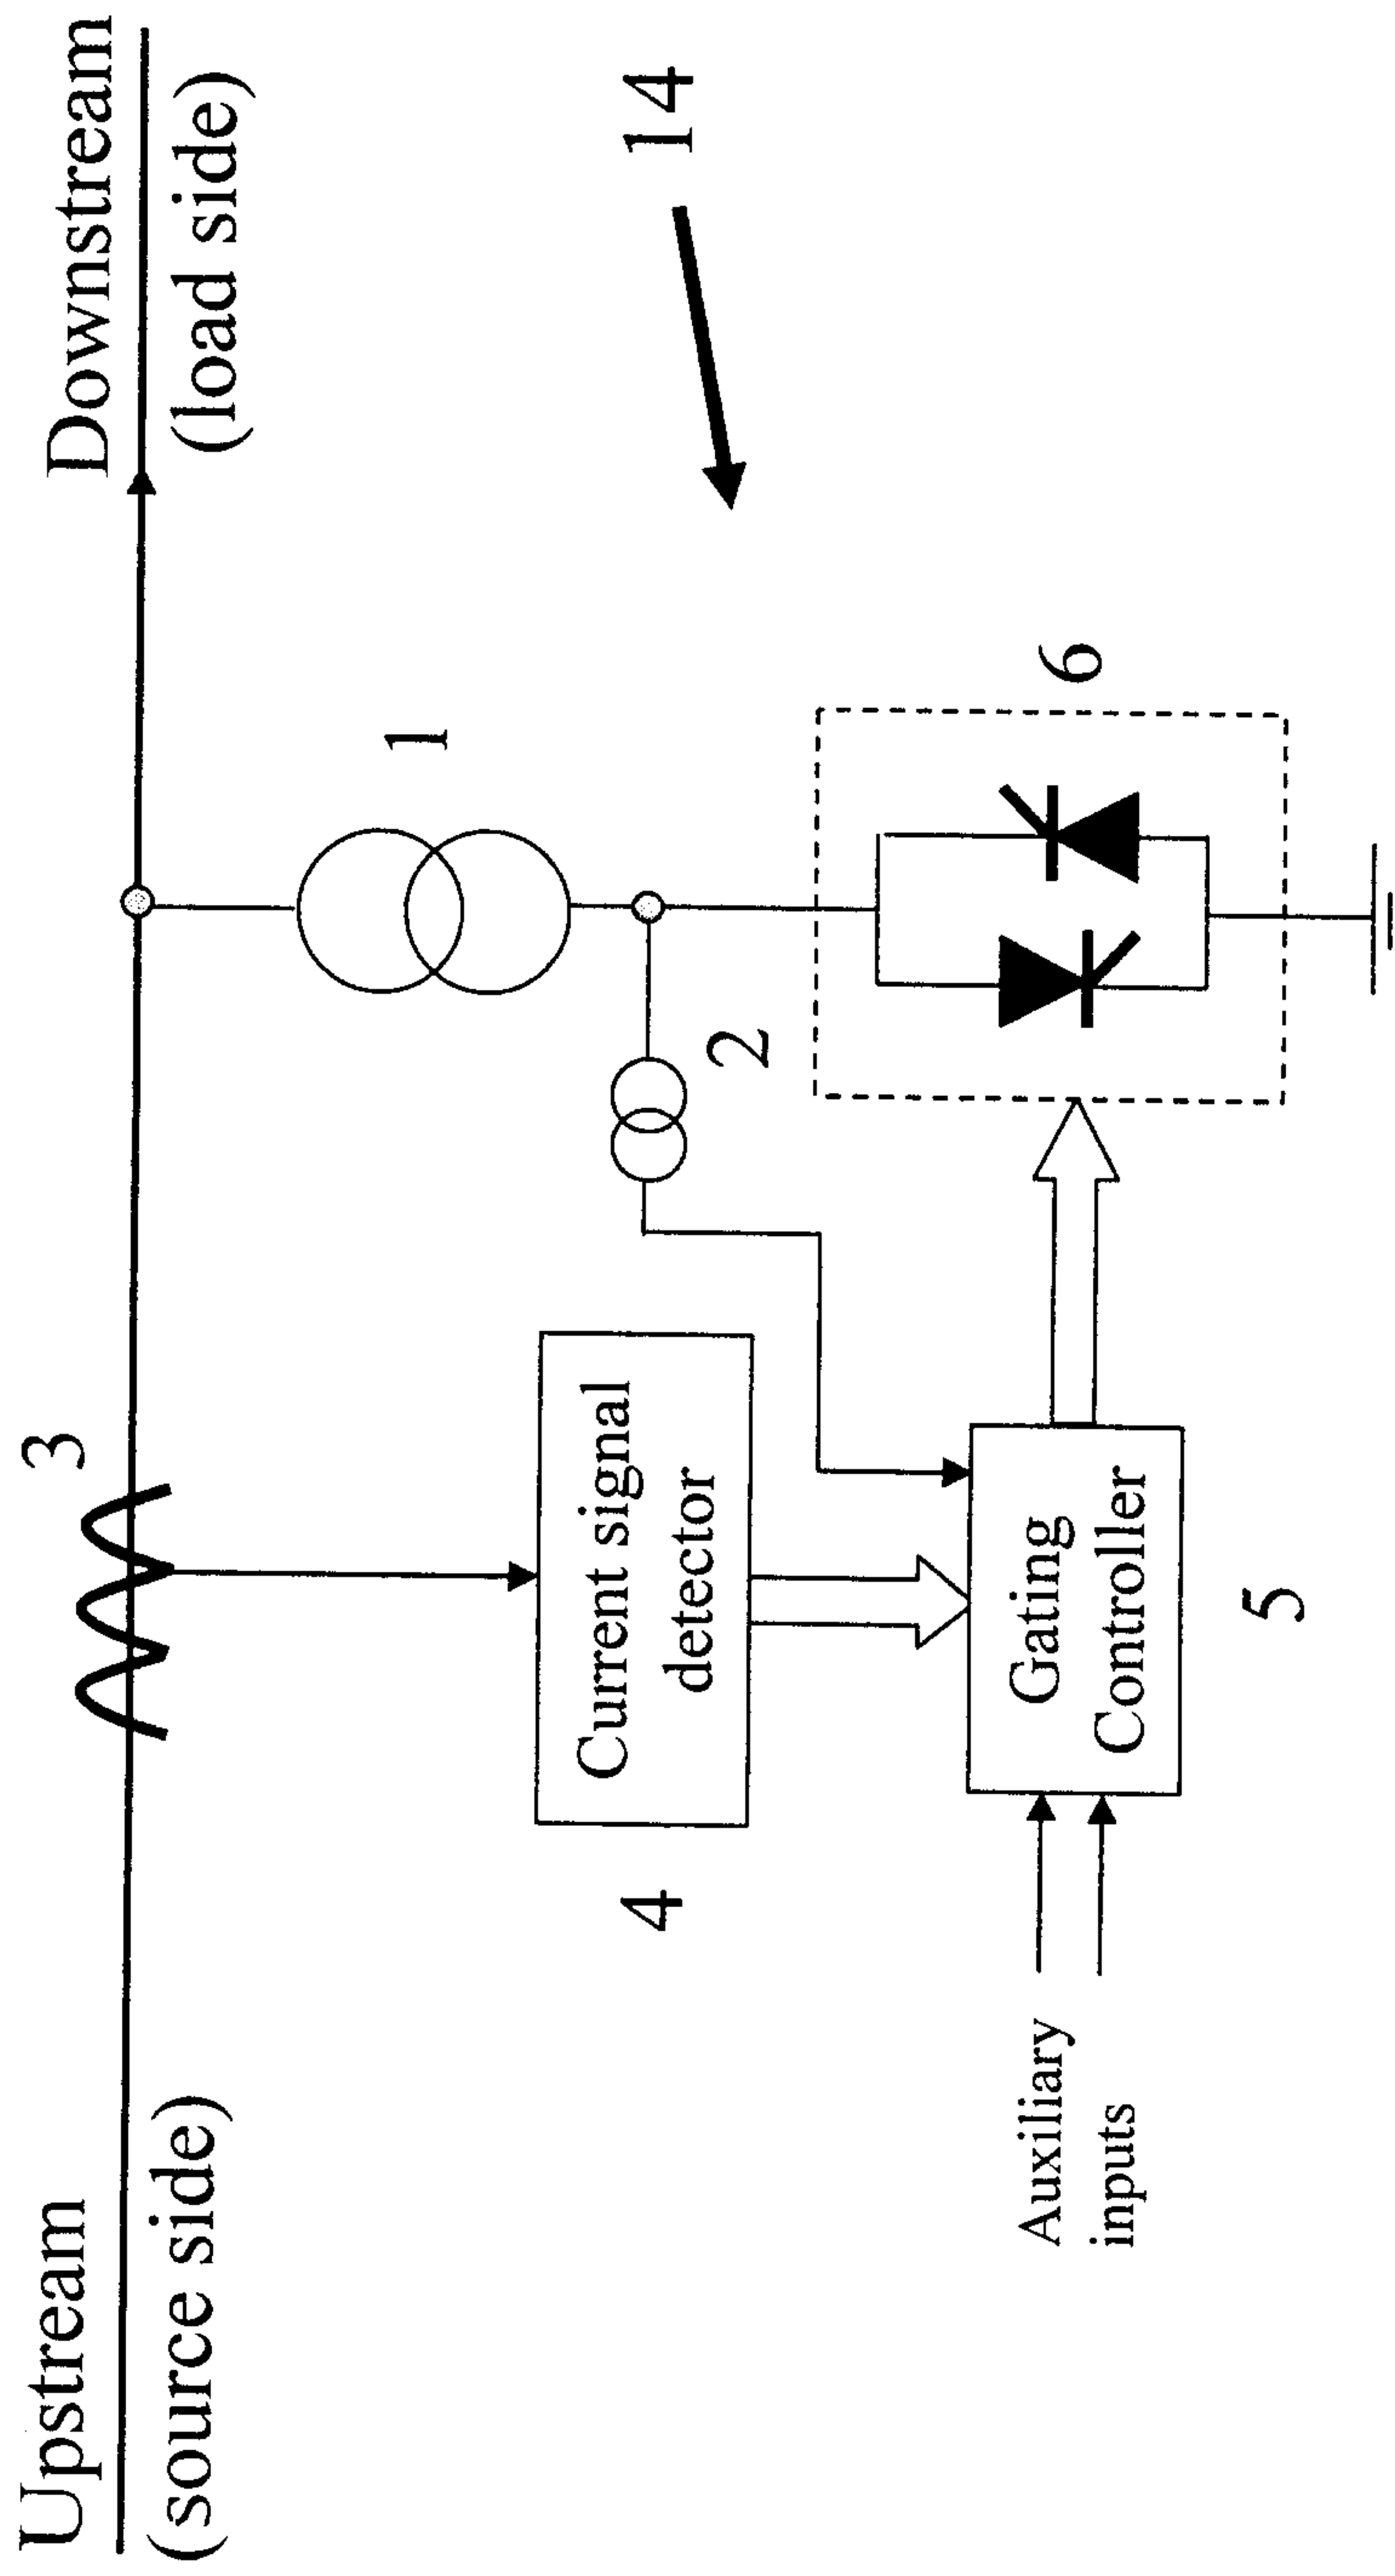 Upstream
(source side)
3
Downstream
(load side)
1
14
2
4
Current signal
detector
6
Auxiliary
inputs
Gating
Controller
5